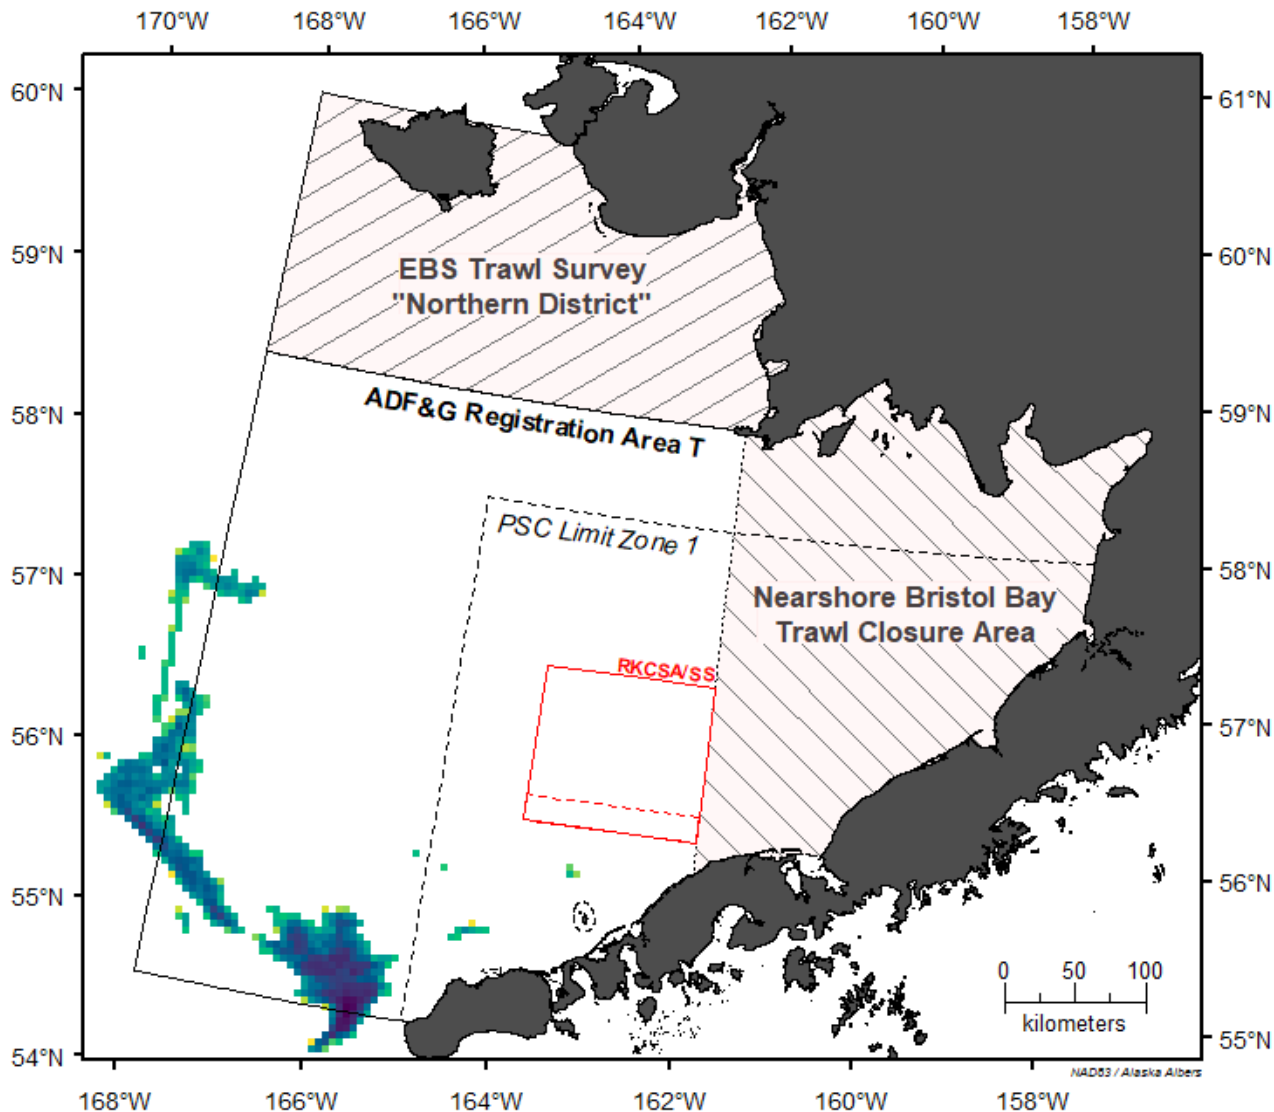 170°W 168°W 166°W 164°W 162°W 160°W 158°W
60°N
61°N
59°N
60°N
EBS Trawl Survey
"Northern District"
58°N
59°N
ADF&G Registration Area T
PSC Limit Zone 1
57°N
58°N
Nearshore Bristol Bay
Trawl Closure Area
RKCSA/SS
56°N
57°N
55°N
56°N
0 50 100
kilometers
54°N
55°N
NAD83 / Alaska Albers
168°W 166°W 164°W 162°W 160°W 158°W